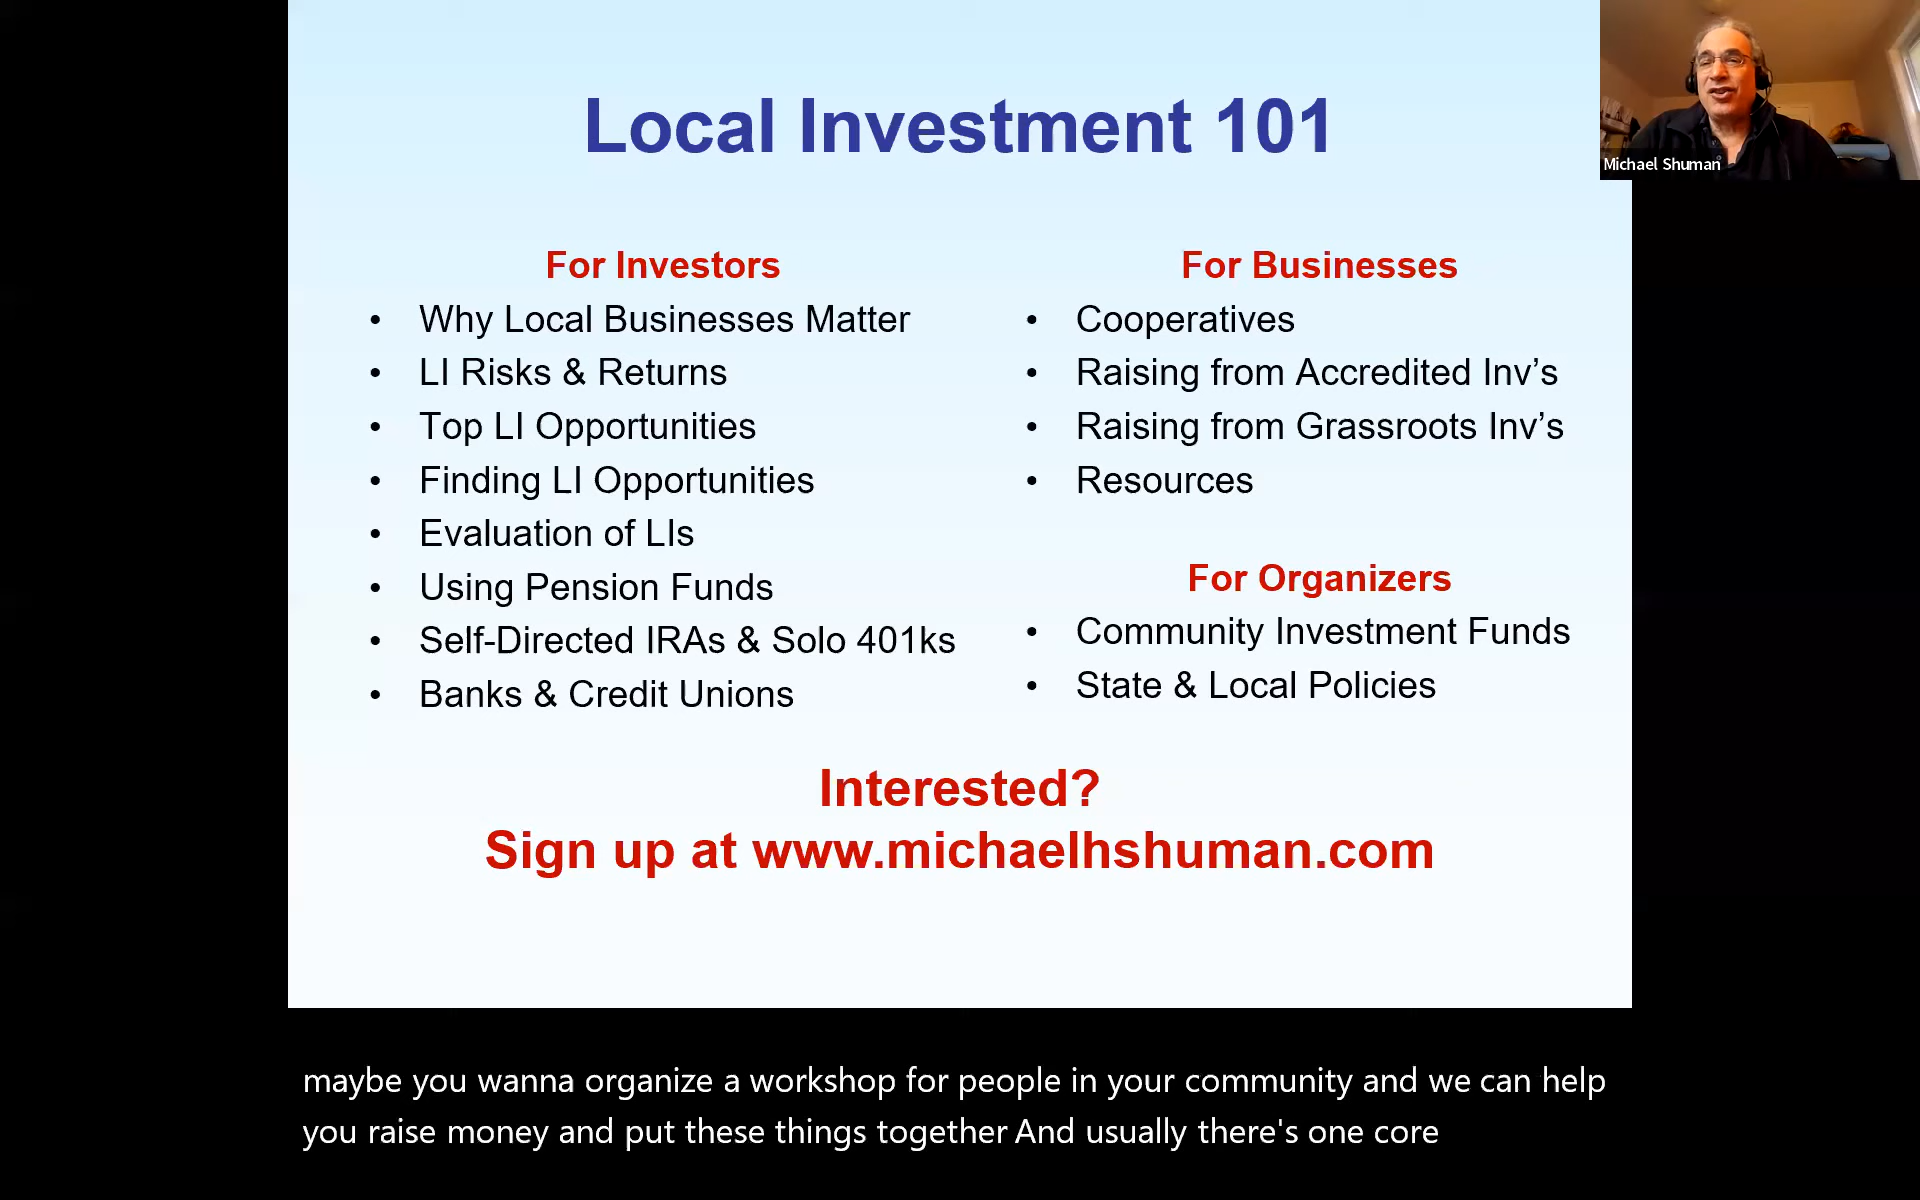 Local Investment 101
For Investors
• Why Local Businesses Matter
• LI Risks & Returns
• Top LI Opportunities
• Finding LI Opportunities
• Evaluation of LIs
• Using Pension Funds
• Self-Directed IRAs & Solo 401ks
• Banks & Credit Unions
For Businesses
• Cooperatives
• Raising from Accredited Inv’s
• Raising from Grassroots Inv’s
• Resources
For Organizers
• Community Investment Funds
• State & Local Policies
Interested?
Sign up at www.michaelhshuman.com
Michael Shuman
maybe you wanna organize a workshop for people in your community and we can help
you raise money and put these things together And usually there's one core